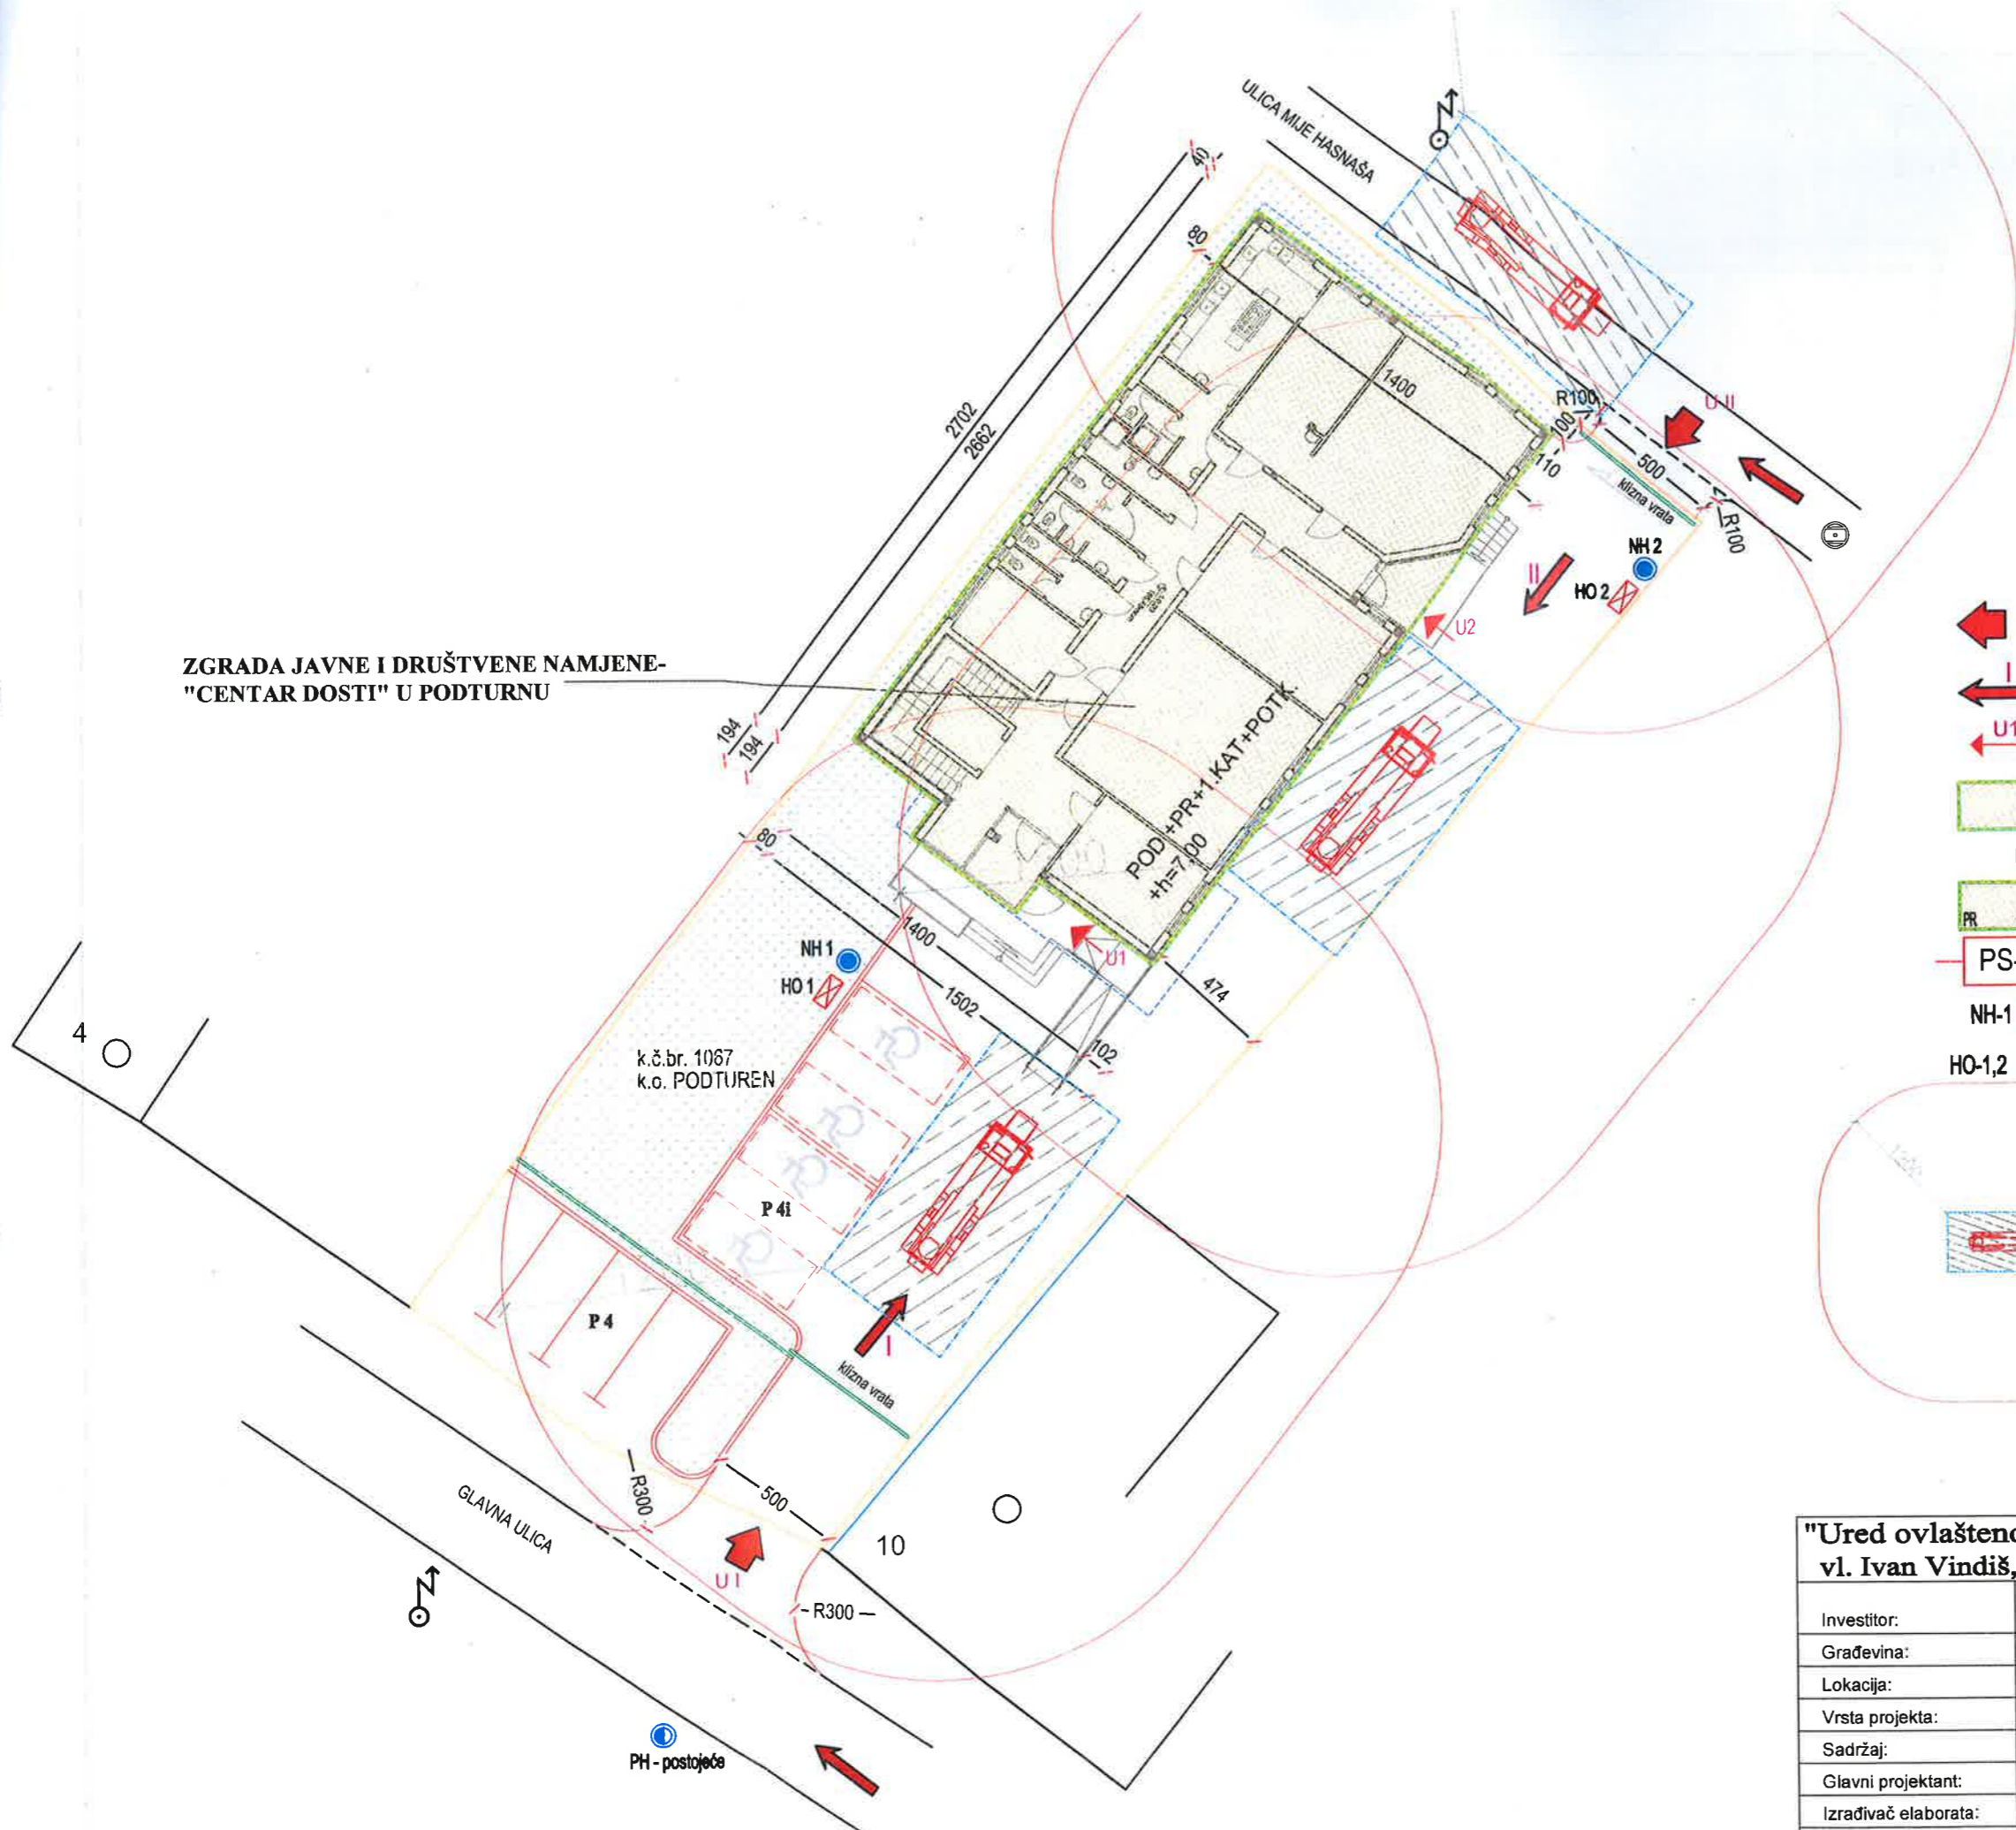 ULICA MIJE HASNAŠA
40
80
2702
2662
1400
R100
100
110
U II
500
klizna vrata
R100
NH 2
HO 2
II
U2
ZGRADA JAVNE I DRUŠTVENE NAMJENE-
"CENTAR DOSTI" U PODTURNU
194
194
POD.+PR+1.KAT+POTK.
+h=7,00
I
U1
PR
PS-
NH-1
HO-1,2
80
1400
1502
102
474
U1
NH 1
HO 1
4
k.č.br. 1067
k.o. PODTUREN
P 4i
P 4
I
klizna vrata
R300
500
GLAVNA ULICA
U I
R300
10
PH - postojeće
"Ured ovlašteno
vl. Ivan Vindiš,
Investitor:
Građevina:
Lokacija:
Vrsta projekta:
Sadržaj:
Glavni projektant:
Izrađivač elaborata: